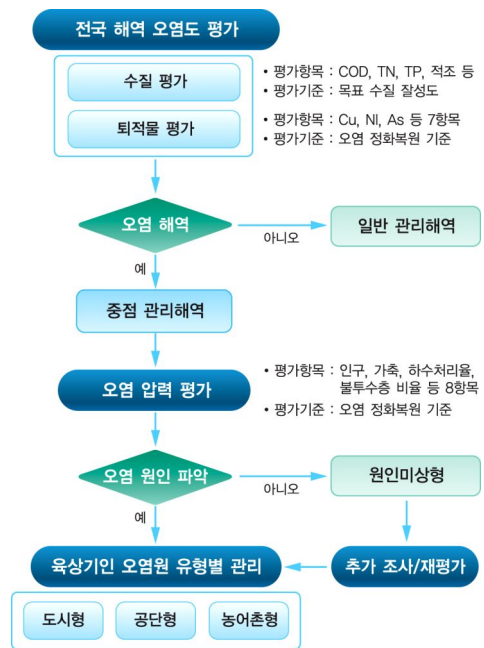 전국 해역 오염도 평가
수질 평가
• 평가항목 : COD, TN, TP, 적조 등
• 평가기준 : 목표 수질 잘성도
퇴적물 평가
• 평가항목 : Cu, Nl, As 등 7항목
• 평가기준 : 오염 정화복원 기준
오염 해역
아니오
일반 관리해역
예
중점 관리해역
오염 압력 평가
• 평가항목 : 인구, 가축, 하수처리율,
불투수층 비율 등 8항목
• 평가기준 : 오염 정화복원 기준
오염 원인 파악
아니오
원인미상형
예
육상기인 오염원 유형별 관리
추가 조사/재평가
도시형
공단형
농어촌형